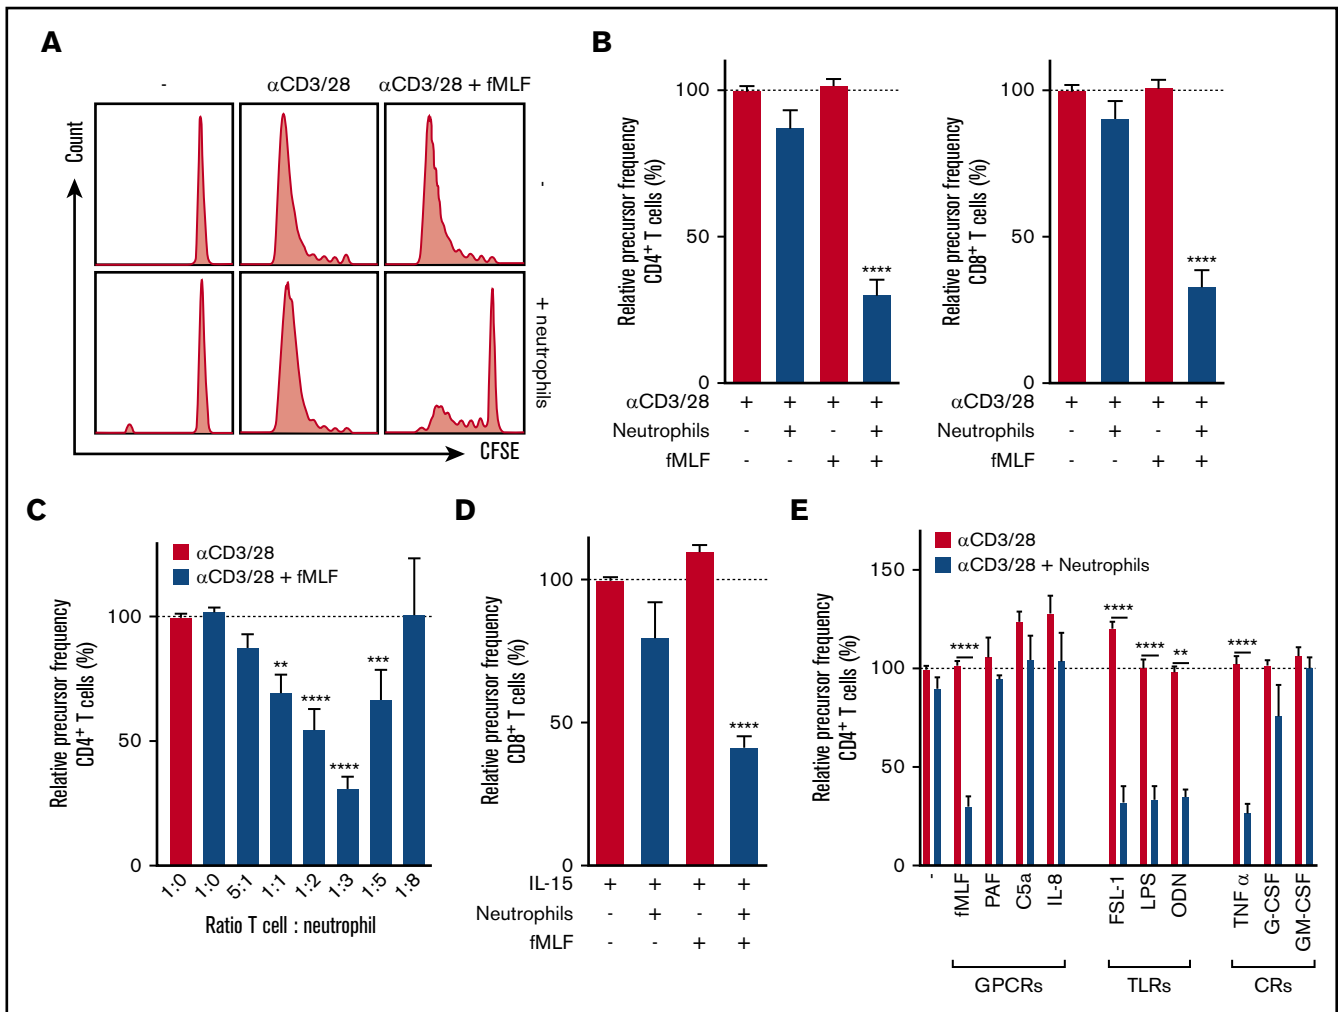 A
- αCD3/28 αCD3/28 + fMLF
Count
-
+ neutrophils
CFSE
B
Relative precursor frequency
CD4⁺ T cells (%)
100
50
0
****
αCD3/28 + + + +
Neutrophils - + - +
fMLF - - + +
Relative precursor frequency
CD8⁺ T cells (%)
100
50
0
****
αCD3/28 + + + +
Neutrophils - + - +
fMLF - - + +
C
αCD3/28
αCD3/28 + fMLF
Relative precursor frequency
CD4⁺ T cells (%)
100
50
0
** **** **** ***
1:0 1:0 5:1 1:1 1:2 1:3 1:5 1:8
Ratio T cell : neutrophil
D
Relative precursor frequency
CD8⁺ T cells (%)
100
50
0
****
IL-15 + + + +
Neutrophils - + - +
fMLF - - + +
E
αCD3/28
αCD3/28 + Neutrophils
Relative precursor frequency
CD4⁺ T cells (%)
150
100
50
0
**** **** **** ** ****
- fMLF PAF C5a IL-8 FSL-1 LPS ODN TNF α G-CSF GM-CSF
GPCRs TLRs CRs